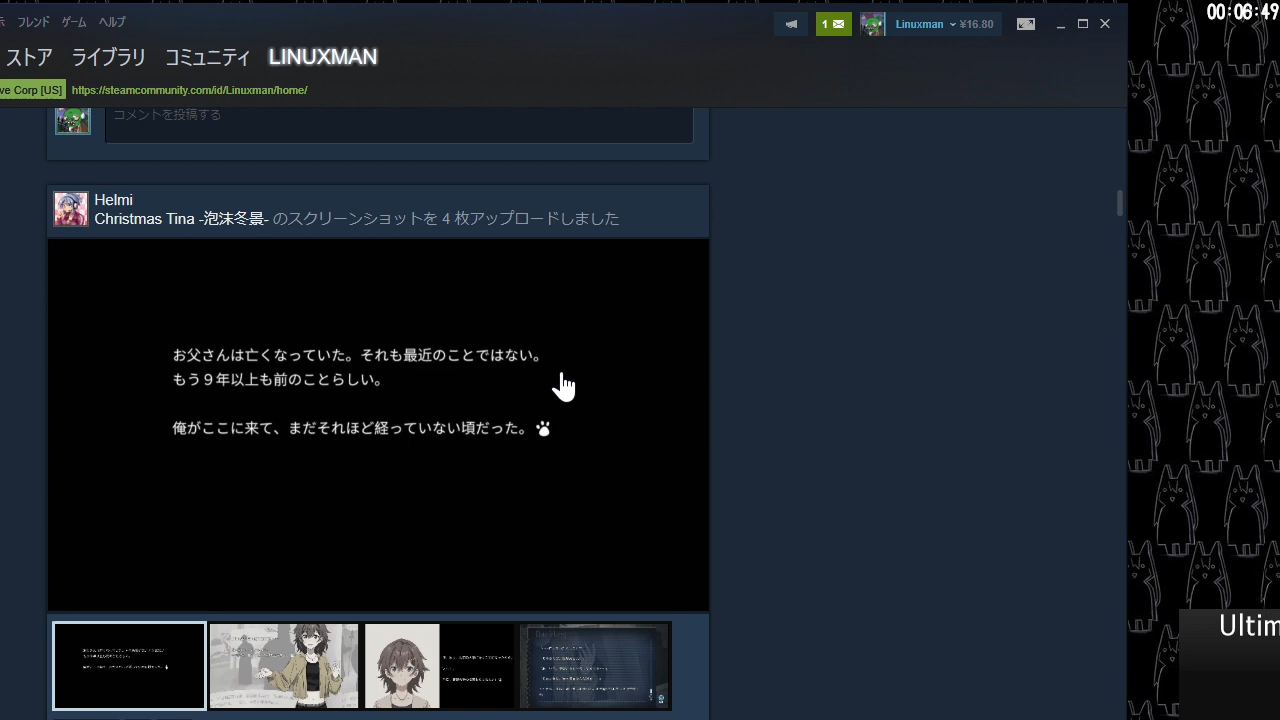 フレンド ゲーム ヘルプ
1
Linuxman ¥16.80
00:06:49
ストア ライブラリ コミュニティ LINUXMAN
ve Corp [US] https://steamcommunity.com/id/Linuxman/home/
コメントを投稿する
Helmi
Christmas Tina -泡沫冬景- のスクリーンショットを 4 枚アップロードしました
お父さんは亡くなっていた。それも最近のことではない。
もう９年以上も前のことらしい。
俺がここに来て、まだそれほど経っていない頃だった。
Ultim